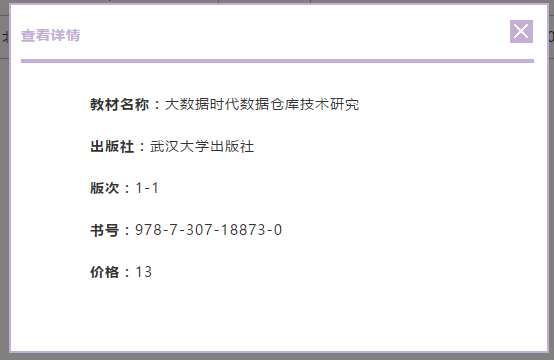 查看详情
教材名称：大数据时代数据仓库技术研究
出版社：武汉大学出版社
版次：1-1
书号：978-7-307-18873-0
价格：13